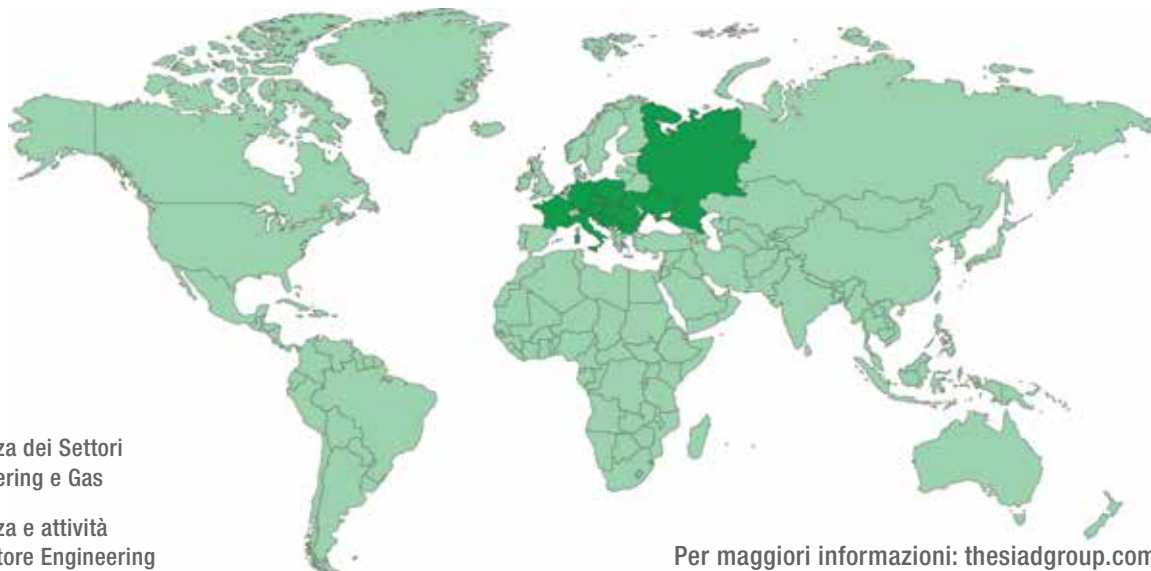 za dei Settori
ering e Gas
za e attività
tore Engineering
Per maggiori informazioni: thesiadgroup.com